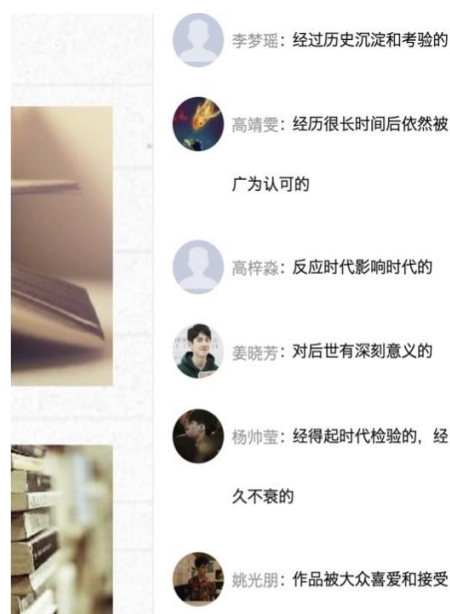 李梦瑶：经过历史沉淀和考验的
高靖雯：经历很长时间后依然被
广为认可的
高梓淼：反应时代影响时代的
姜晓芳：对后世有深刻意义的
杨帅莹：经得起时代检验的，经
久不衰的
姚光朋：作品被大众喜爱和接受